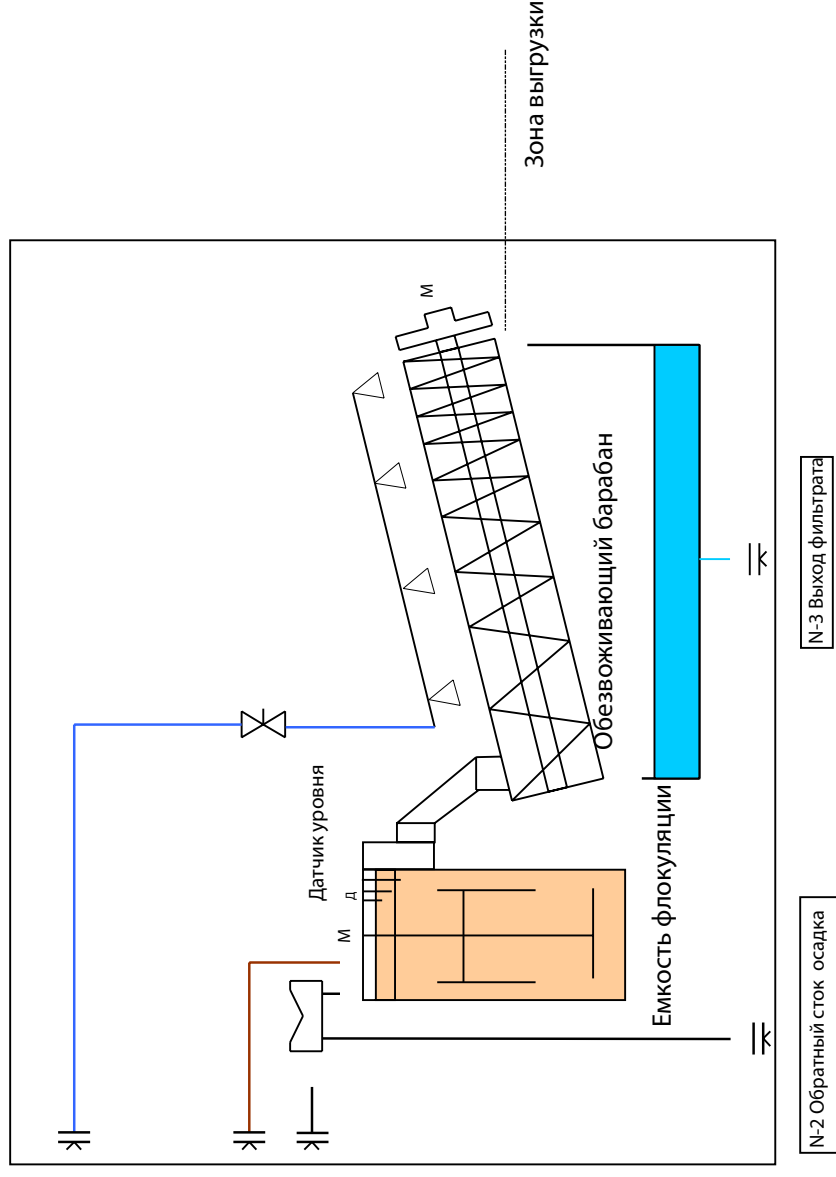 Зона выгрузки
М
Обезвоживающий барабан
Датчик уровня
д
М
Емкость флокуляции
N-3 Выход фильтрата
N-2 Обратный сток осадка